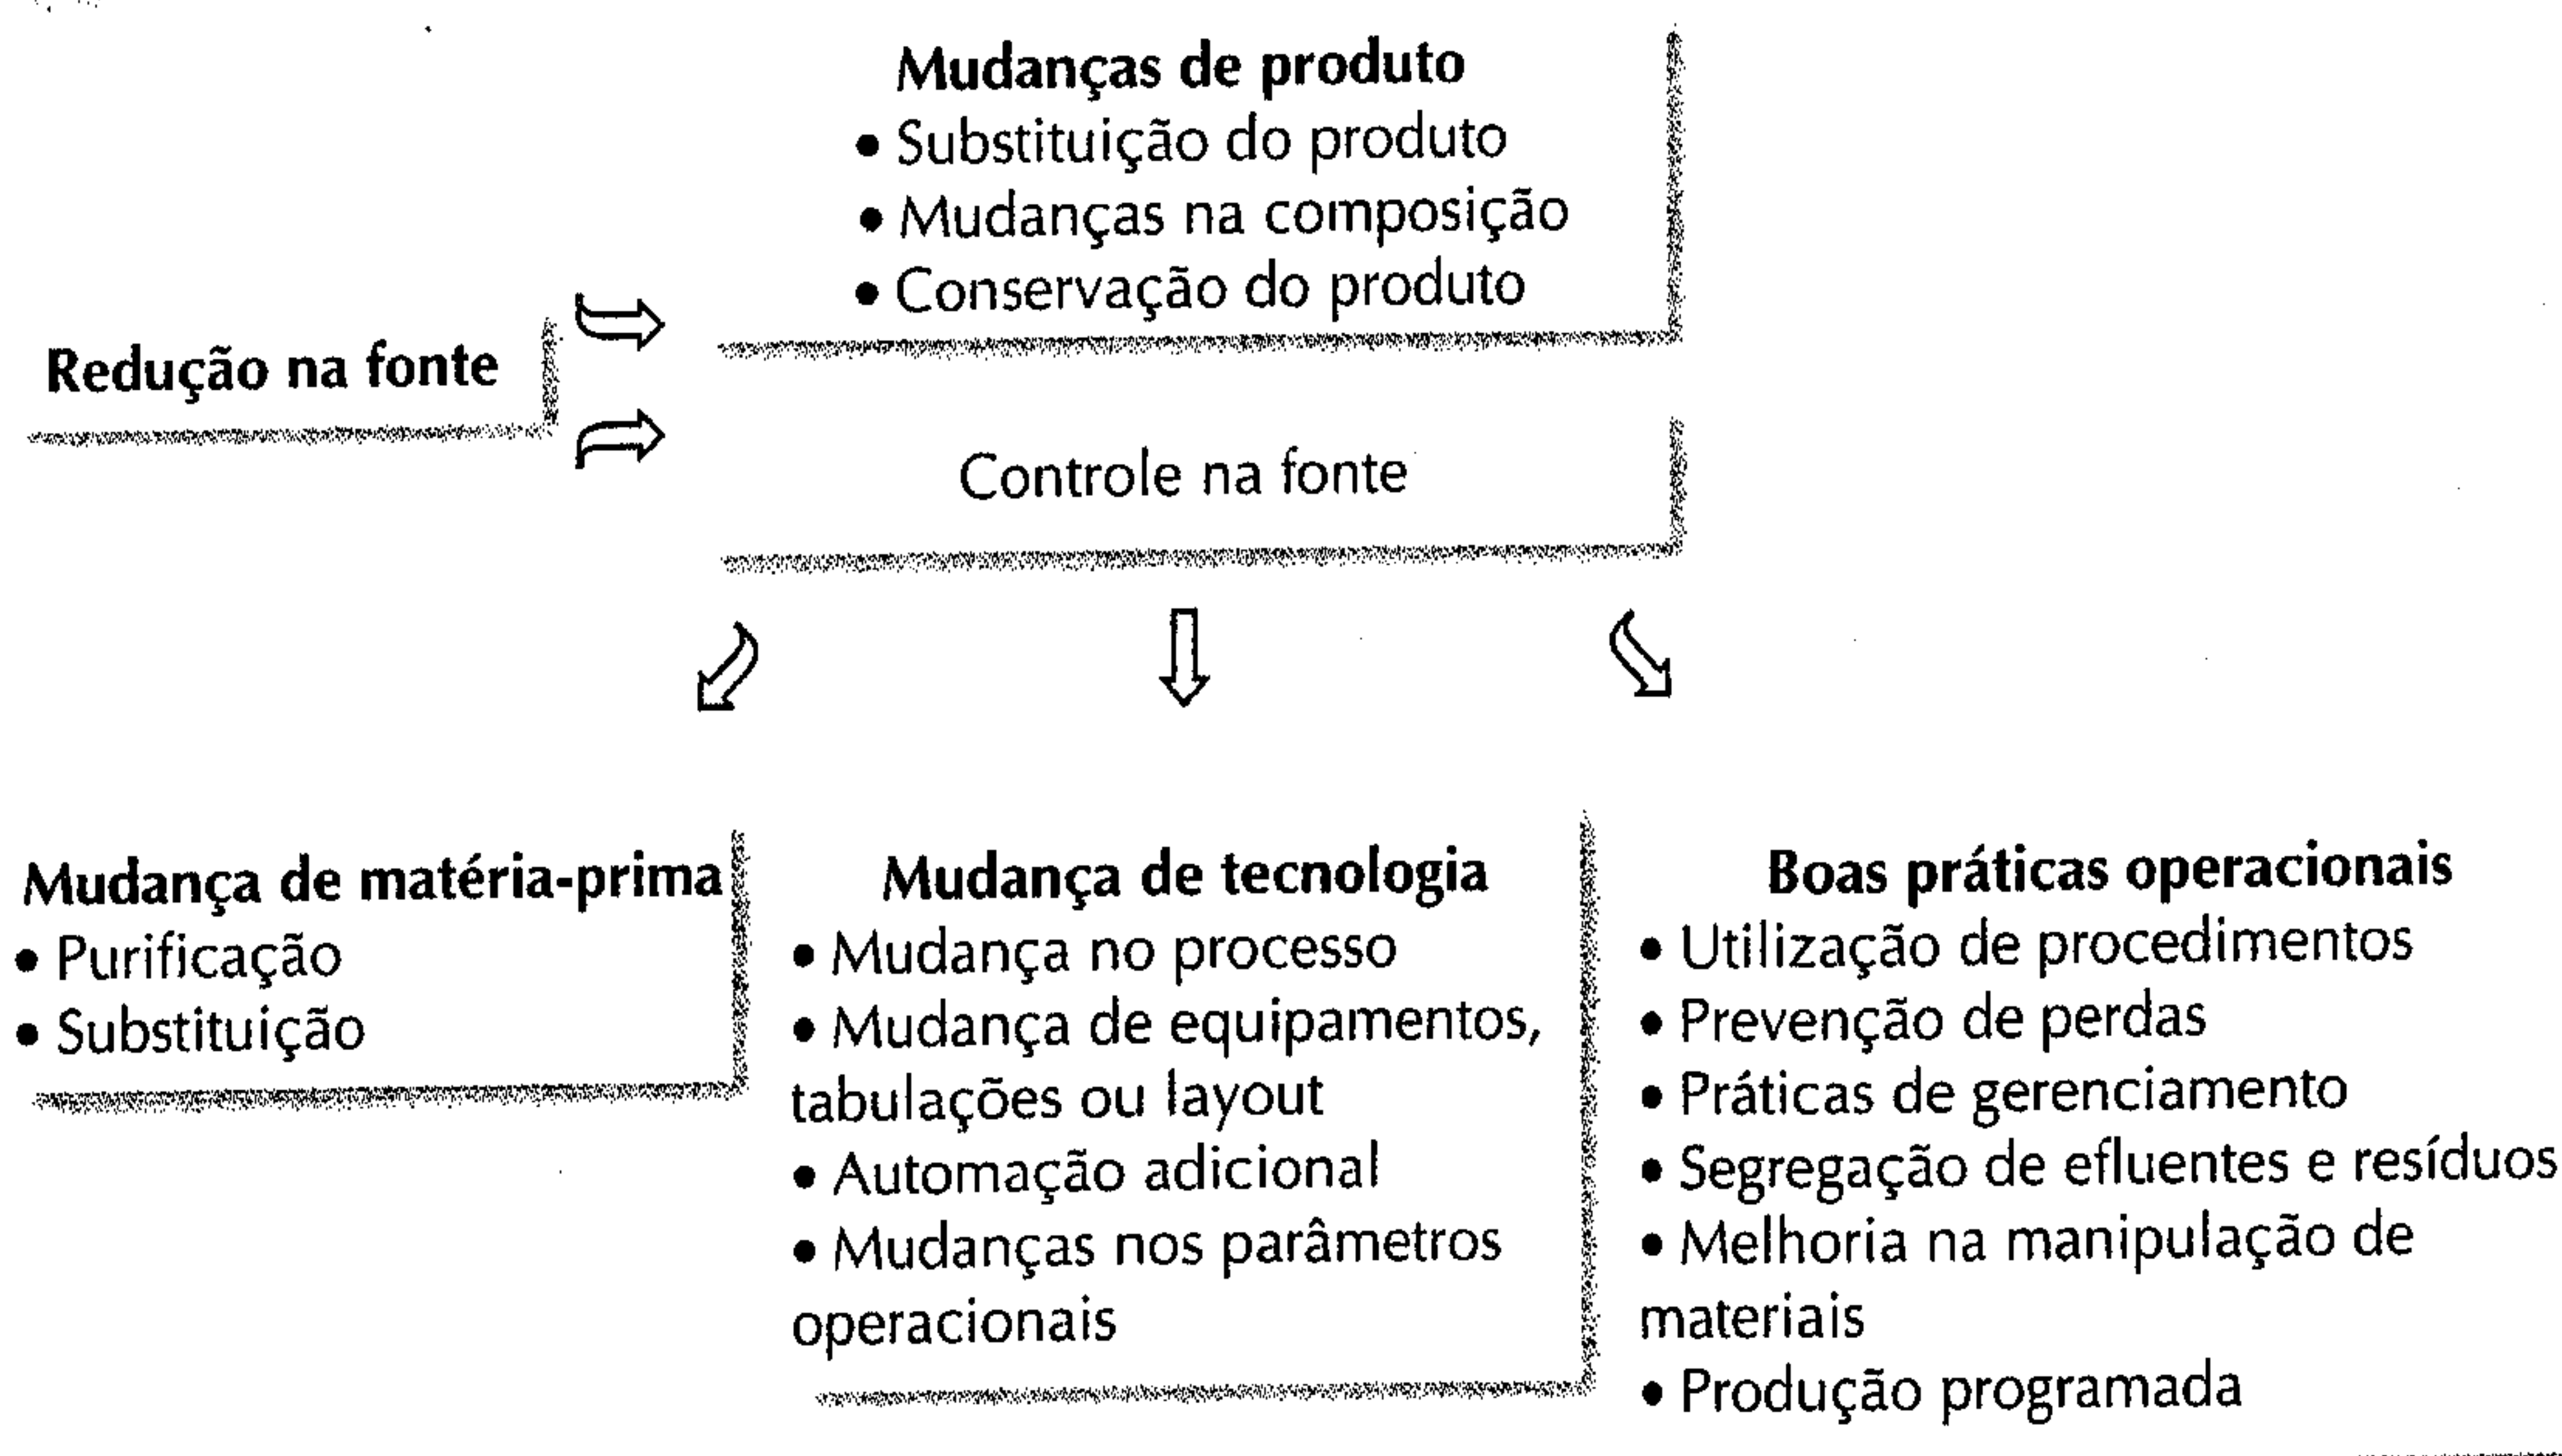 Mudanças de produto
• Substituição do produto
• Mudanças na composição
• Conservação do produto
Redução na fonte
Controle na fonte
Mudança de matéria-prima
• Purificação
• Substituição
Mudança de tecnologia
• Mudança no processo
• Mudança de equipamentos,
tabulações ou layout
• Automação adicional
• Mudanças nos parâmetros
operacionais
Boas práticas operacionais
• Utilização de procedimentos
• Prevenção de perdas
• Práticas de gerenciamento
• Segregação de efluentes e resíduos
• Melhoria na manipulação de
materiais
• Produção programada